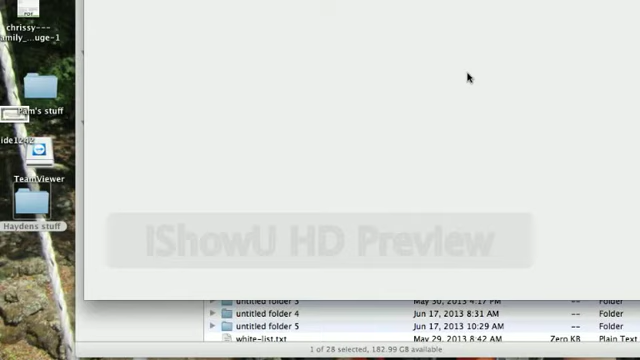 chrissy---
family_...uge-1
Pam's stuff
ide1242
TeamViewer
Haydens stuff
IShowU HD Preview
untitled folder 3 May 30, 2013 4:17 PM -- Folder
untitled folder 4 Jun 17, 2013 8:31 AM -- Folder
untitled folder 5 Jun 17, 2013 10:29 AM -- Folder
white-list.txt May 29, 2013 8:42 AM Zero KB Plain Text
1 of 28 selected, 182.99 GB available